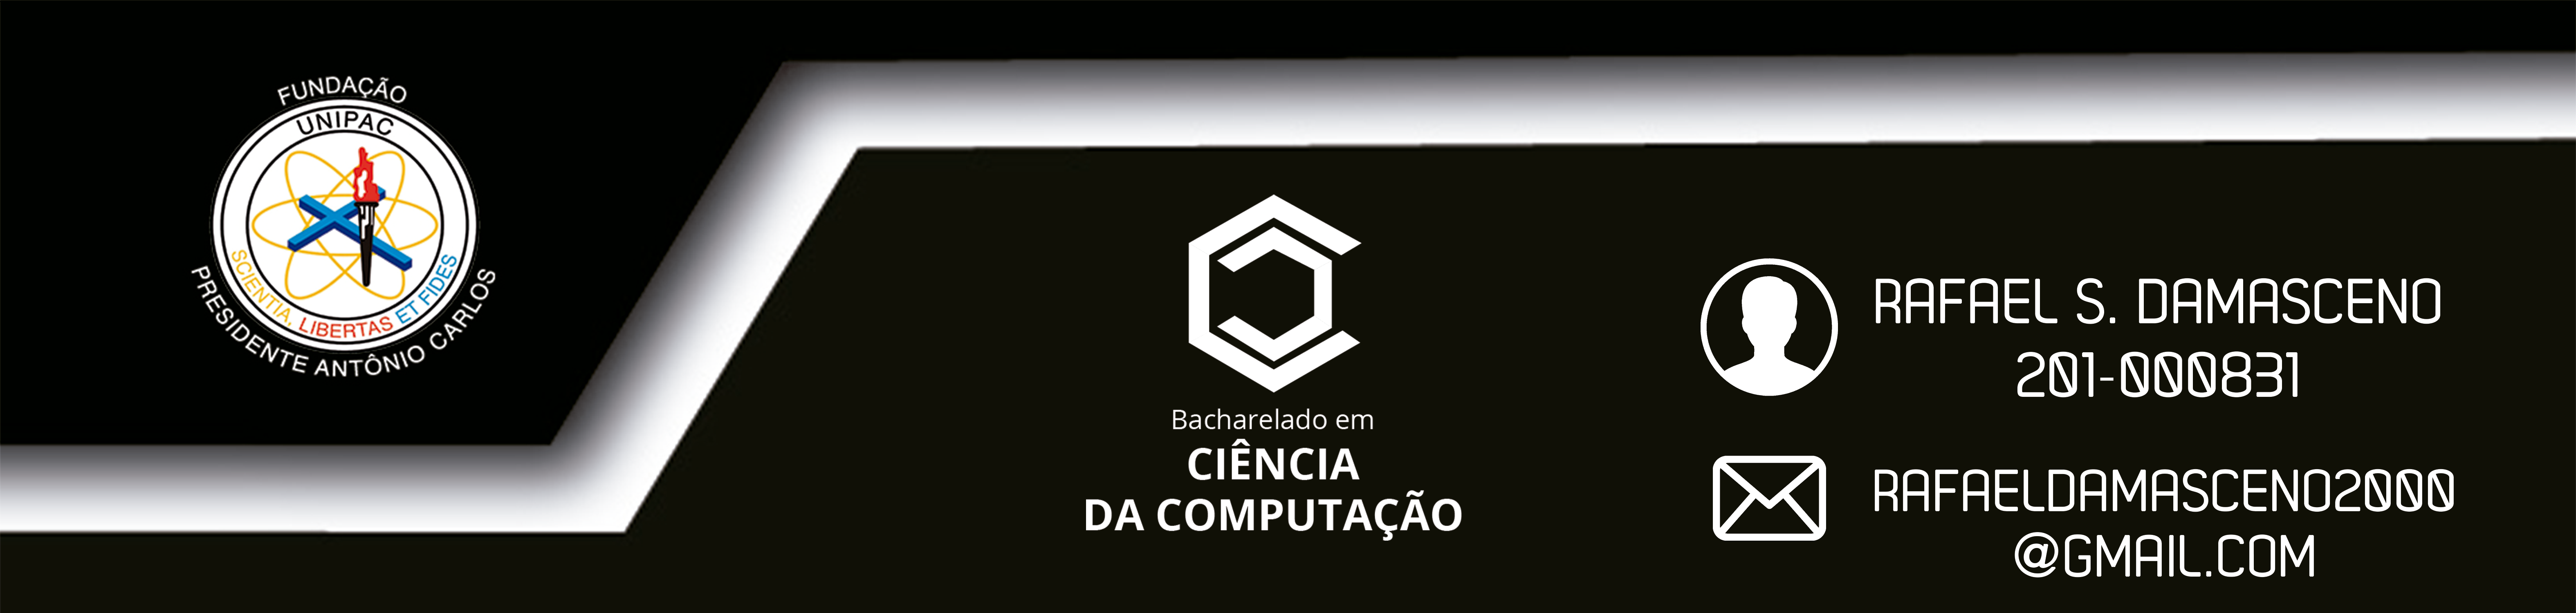 FUNDAÇÃO
UNIPAC
SCIENTIA, LIBERTAS ET FIDES
PRESIDENTE ANTÔNIO CARLOS
Bacharelado em
CIÊNCIA
DA COMPUTAÇÃO
RAFAEL S. DAMASCENO
201-000831
RAFAELDAMASCENO2000
@GMAIL.COM